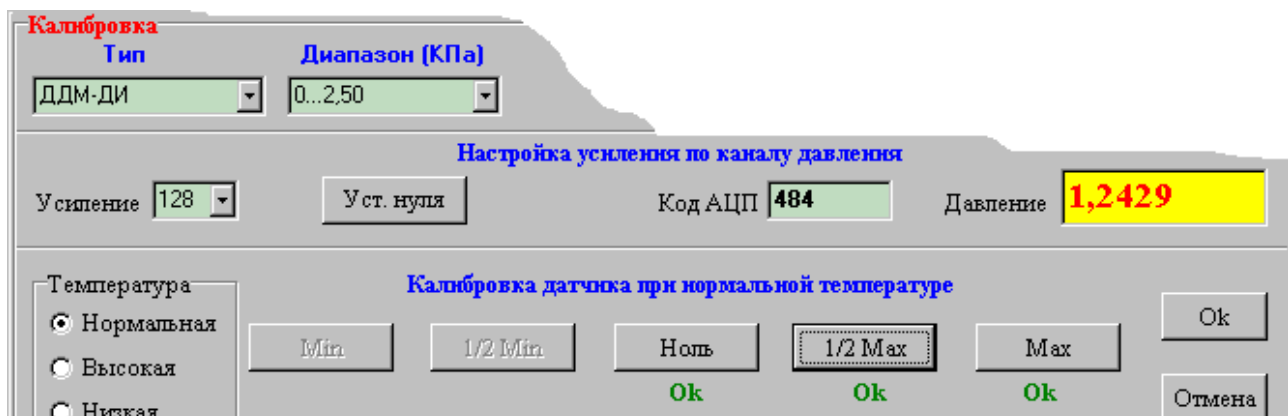 Калибровка
Тип Диапазон (КПа)
ДДМ-ДИ 0...2,50
Настройка усиления по каналу давления
Усиление 128 Уст. нуля Код АЦП 484 Давление 1,2429
Температура Калибровка датчика при нормальной температуре
Нормальная Min 1/2 Min Ноль 1/2 Max Max Ok
Высокая Ok Ok Ok
Низкая Отмена